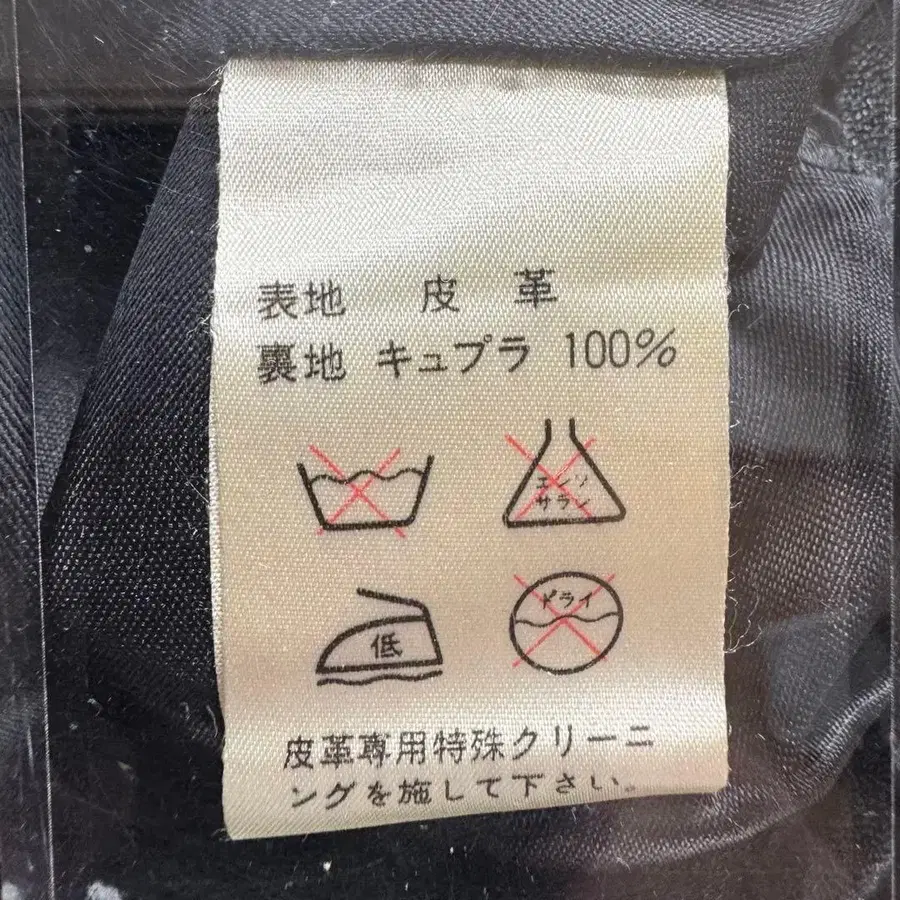 表地 皮革
裏地 キュプラ 100%
エンソ
サラシ
低
ドライ
皮革専用特殊クリーニ
ングを施して下さい。